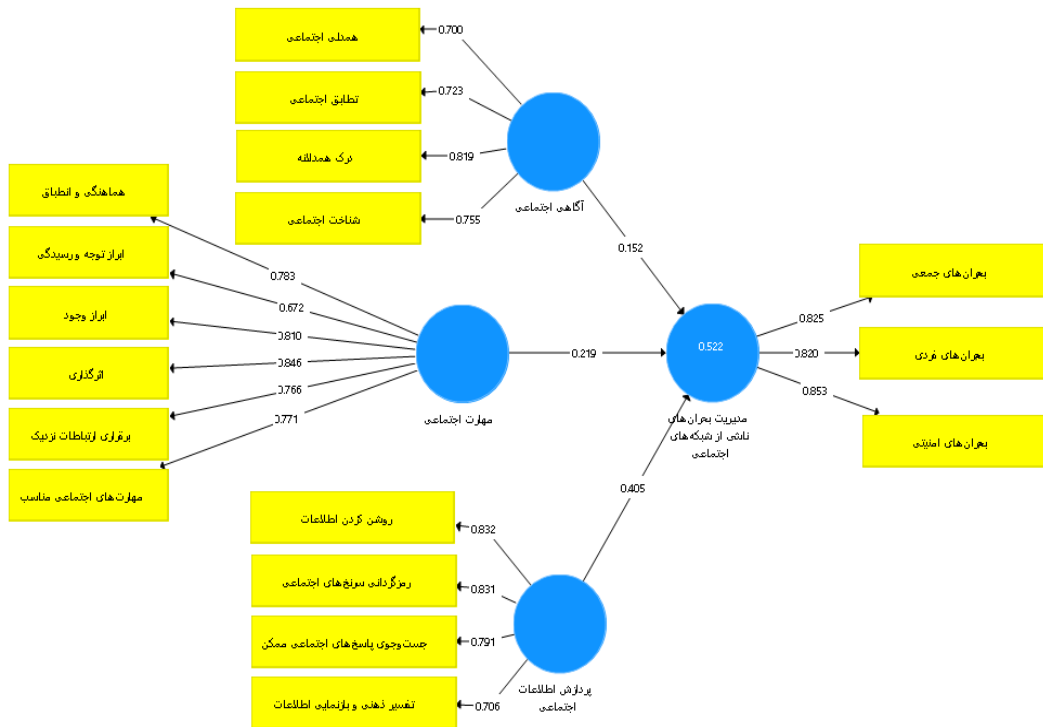 همدلی اجتماعی
0.700
تطابق اجتماعی
0.723
درک همدلانه
0.819
شناخت اجتماعی
0.755
آگاهی اجتماعی
0.152
هماهنگی و انطباق
0.783
ابراز توجه و رسیدگی
0.672
ابراز وجود
0.810
اثرگذاری
0.846
برقراری ارتباطات نزدیک
0.766
مهارت‌های اجتماعی مناسب
0.771
مهارت اجتماعی
0.219
0.522
مدیریت بحران‌های
ناشی از شبکه‌های
اجتماعی
بحران‌های جمعی
0.825
بحران‌های فردی
0.820
بحران‌های امنیتی
0.853
0.405
روشن کردن اطلاعات
0.832
رمزگردانی سرنخ‌های اجتماعی
0.831
جست‌وجوی پاسخ‌های اجتماعی ممکن
0.791
تفسیر ذهنی و بازنمایی اطلاعات
0.706
پردازش اطلاعات
اجتماعی